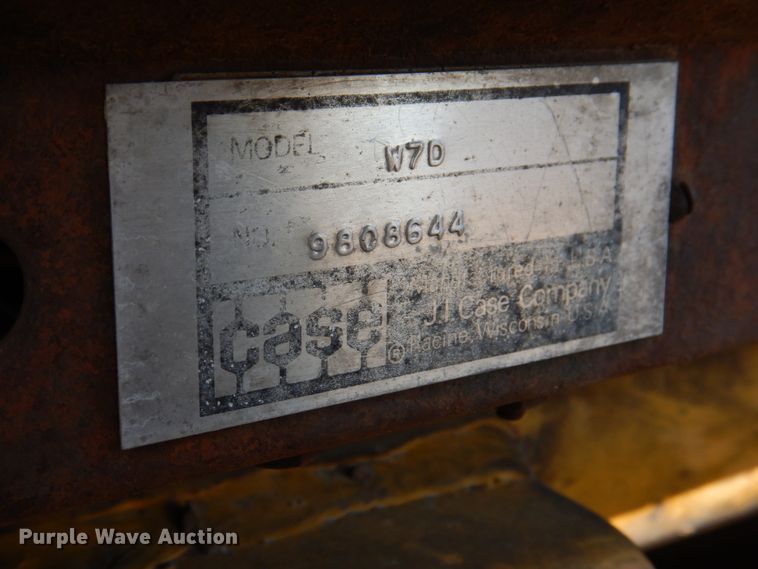 MODEL W7D
NO. 9808644
case
Manufactured in U.S.A
J I Case Company
© Racine, Wisconsin U.S.A
Purple Wave Auction